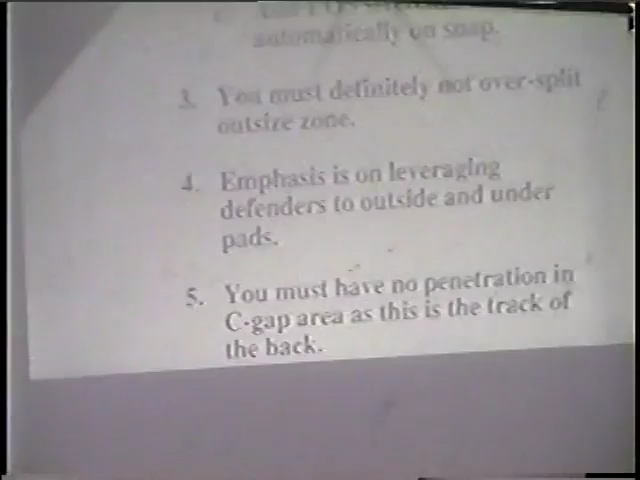 automatically on snap.
3. You must definitely not over-split
outsize zone.
4. Emphasis is on leveraging
defenders to outside and under
pads.
5. You must have no penetration in
C-gap area as this is the track of
the back.